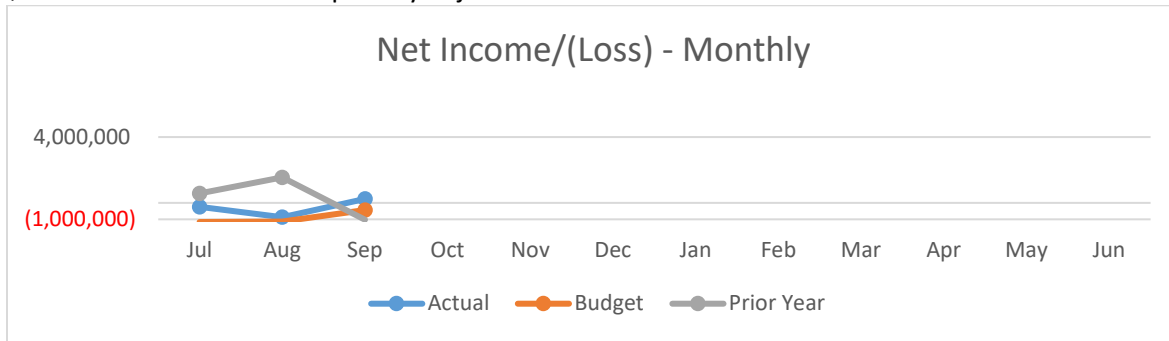 Net Income/(Loss) - Monthly
4,000,000
(1,000,000)
Jul Aug Sep Oct Nov Dec Jan Feb Mar Apr May Jun
Actual Budget Prior Year